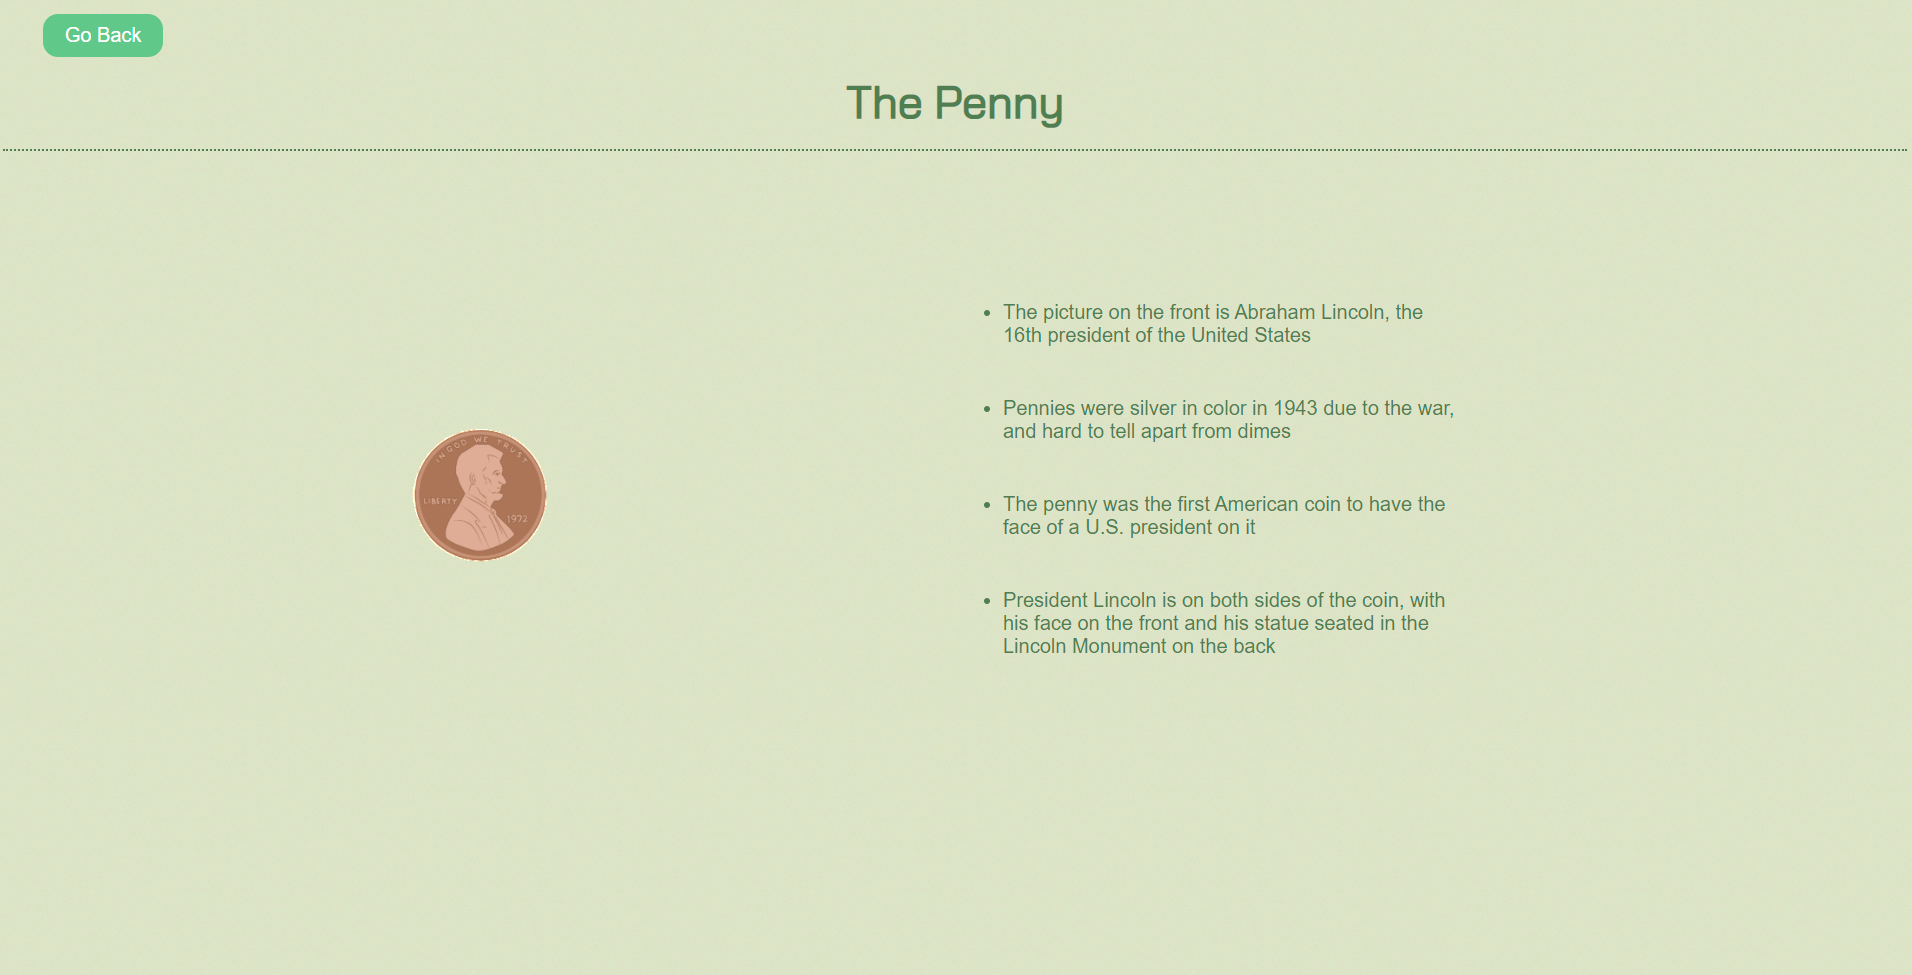 Go Back
The Penny
IN GOD WE TRUST
LIBERTY
1972
• The picture on the front is Abraham Lincoln, the
16th president of the United States
• Pennies were silver in color in 1943 due to the war,
and hard to tell apart from dimes
• The penny was the first American coin to have the
face of a U.S. president on it
• President Lincoln is on both sides of the coin, with
his face on the front and his statue seated in the
Lincoln Monument on the back